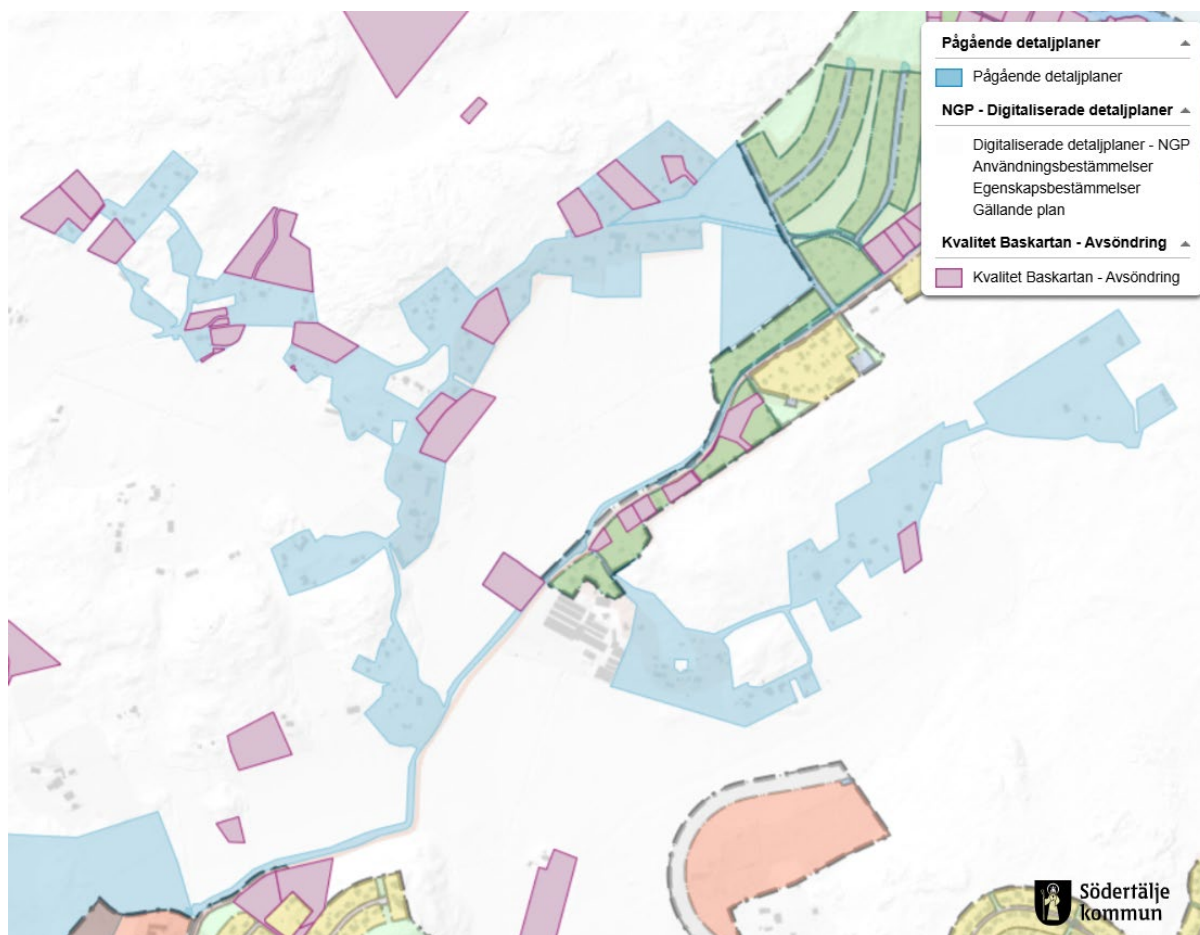 Pågående detaljplaner
Pågående detaljplaner
NGP - Digitaliserade detaljplaner
Digitaliserade detaljplaner - NGP
Användningsbestämmelser
Egenskapsbestämmelser
Gällande plan
Kvalitet Baskartan - Avsöndring
Kvalitet Baskartan - Avsöndring
Södertälje
kommun